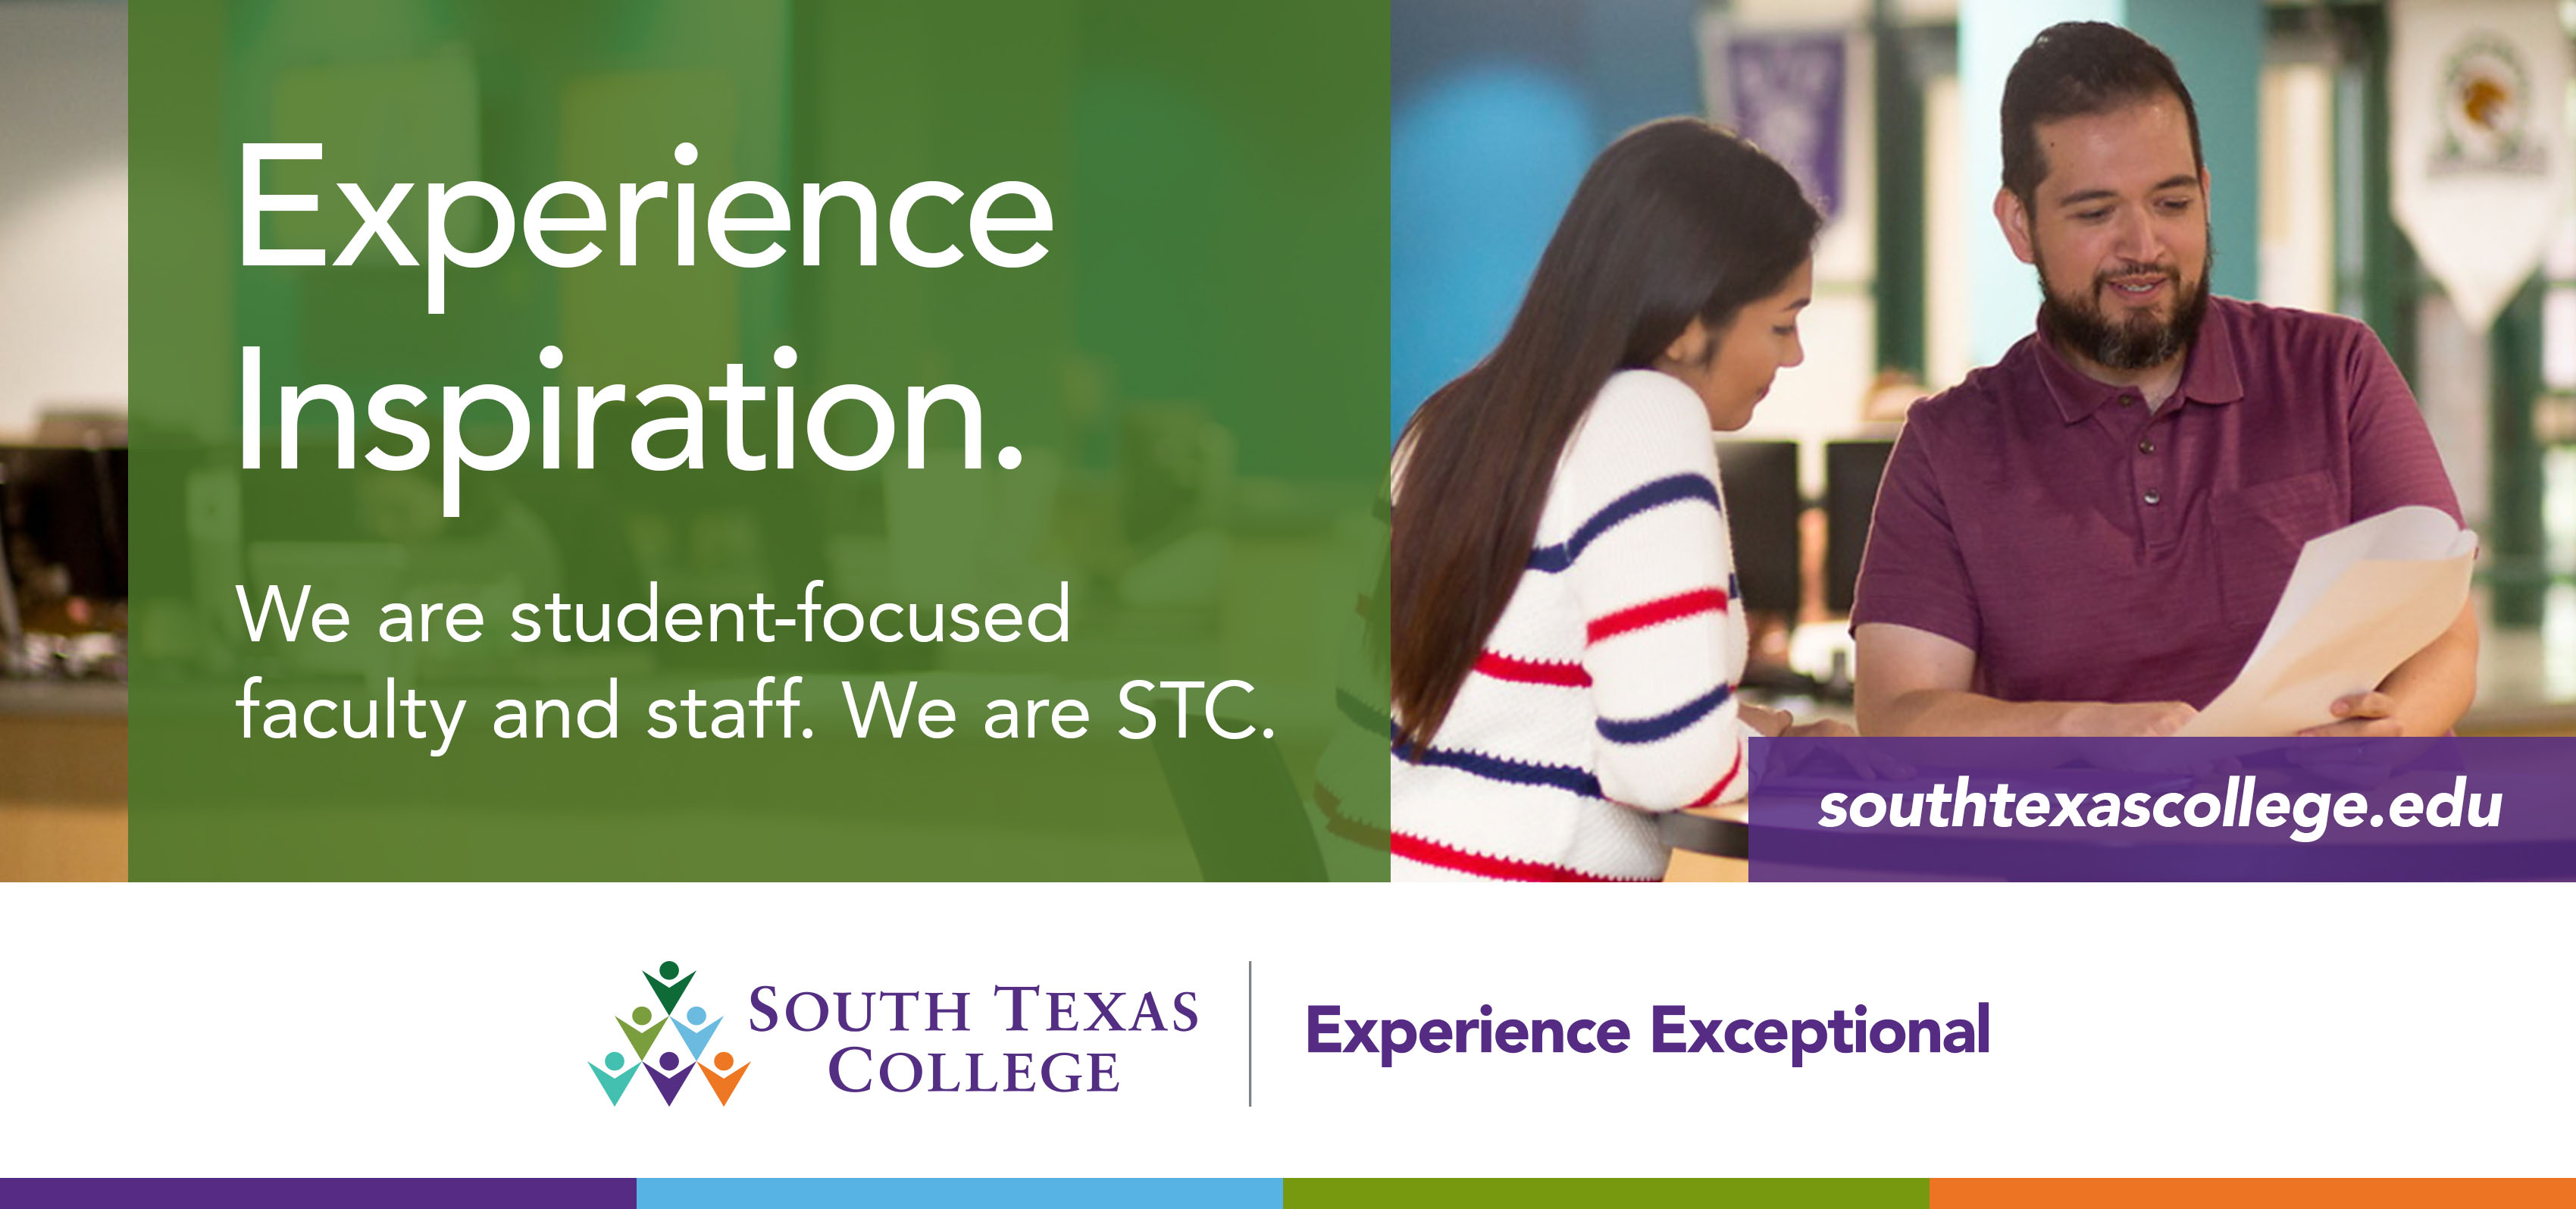 Experience
Inspiration.
We are student-focused
faculty and staff. We are STC.
southtexascollege.edu
SOUTH TEXAS
COLLEGE
Experience Exceptional